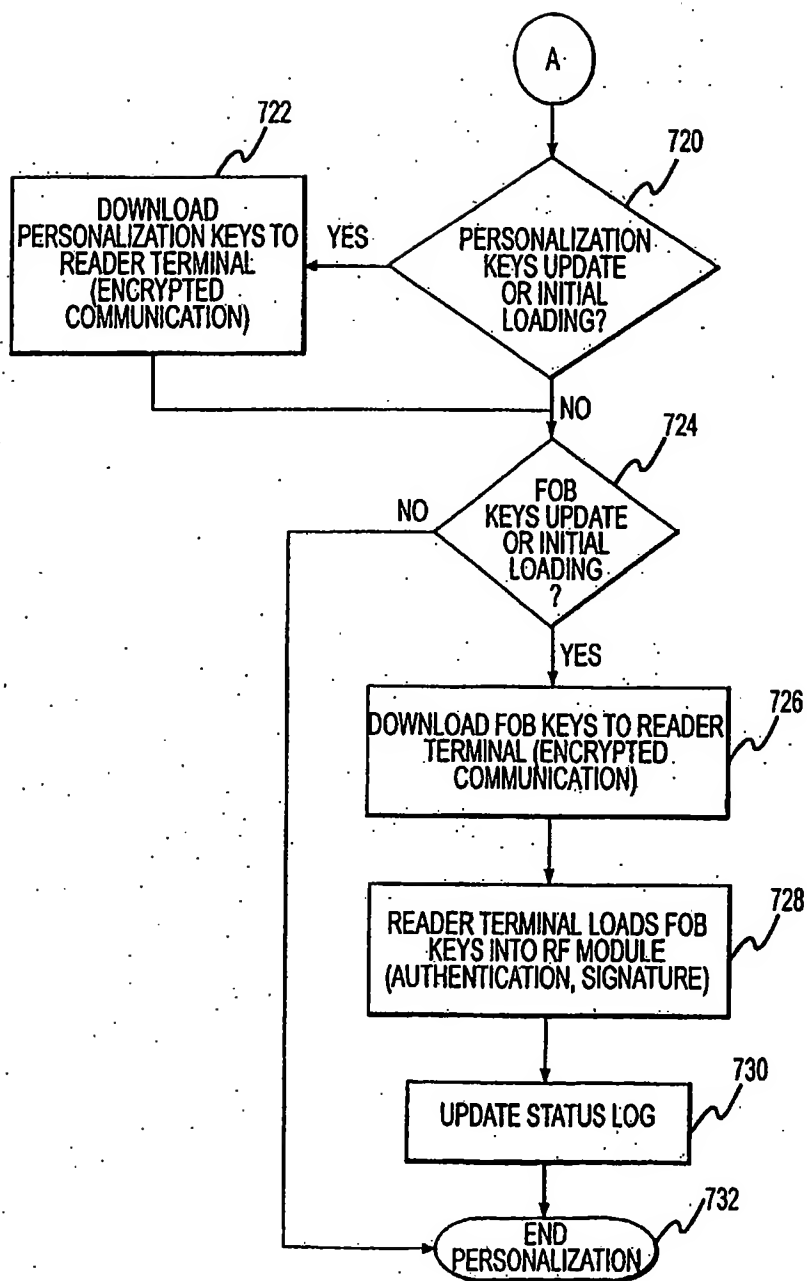 A
722
720
DOWNLOAD
PERSONALIZATION KEYS TO
READER TERMINAL
(ENCRYPTED
COMMUNICATION)
YES
PERSONALIZATION
KEYS UPDATE
OR INITIAL
LOADING?
NO
724
NO
FOB
KEYS UPDATE
OR INITIAL
LOADING
?
YES
726
DOWNLOAD FOB KEYS TO READER
TERMINAL (ENCRYPTED
COMMUNICATION)
728
READER TERMINAL LOADS FOB
KEYS INTO RF MODULE
(AUTHENTICATION, SIGNATURE)
730
UPDATE STATUS LOG
732
END
PERSONALIZATION